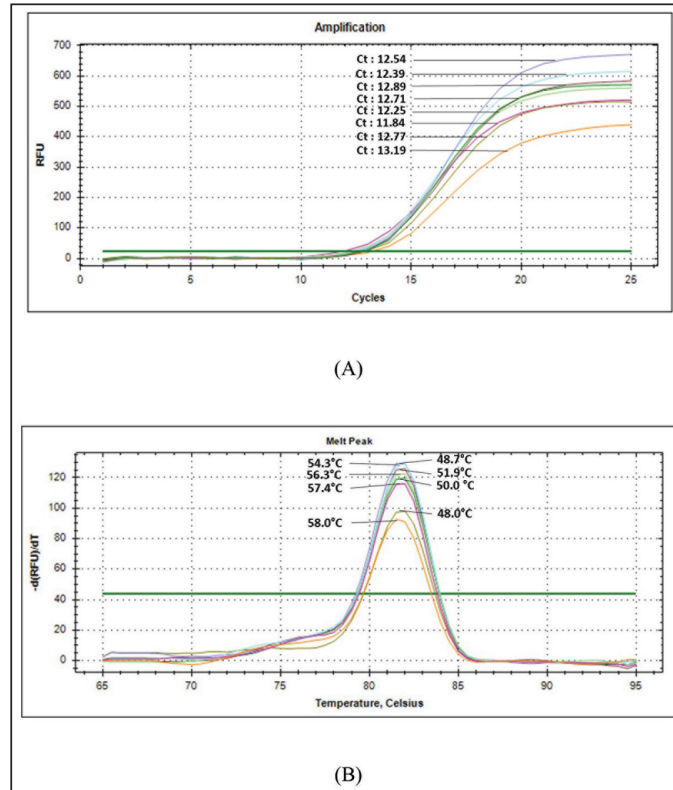 Amplification
700
600
500
400
300
200
100
0
RFU
Ct : 12.54
Ct : 12.39
Ct : 12.89
Ct : 12.71
Ct : 12.25
Ct : 11.84
Ct : 12.77
Ct : 13.19
0 5 10 15 20 25
Cycles
(A)
Melt Peak
120
100
80
60
40
20
0
-d(RFU)/dT
54.3°C 48.7°C
56.3°C 51.9°C
57.4°C 50.0 °C
58.0°C 48.0°C
65 70 75 80 85 90 95
Temperature, Celsius
(B)